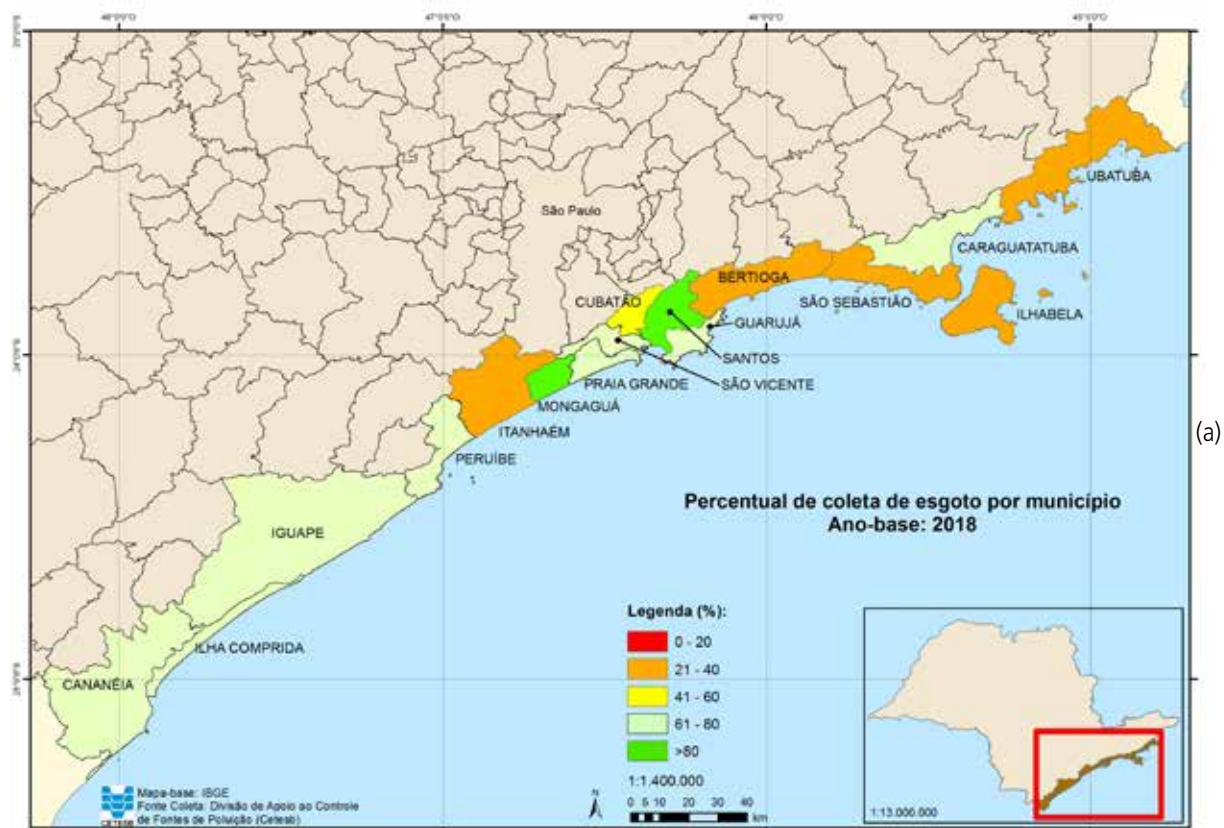 São Paulo
UBATUBA
CARAGUATATUBA
BERTIOGA
CUBATÃO
SÃO SEBASTIÃO
ILHABELA
GUARUJÁ
SANTOS
SÃO VICENTE
PRAIA GRANDE
MONGAGUÁ
ITANHAÉM
PERUÍBE
(a)
Percentual de coleta de esgoto por município
Ano-base: 2018
IGUAPE
ILHA COMPRIDA
CANANÉIA
Legenda (%):
0 - 20
21 - 40
41 - 60
61 - 80
>80
1:1.400.000
N
0 5 10 20 30 40
km
1:13.000.000
Mapa-base: IBGE
Fonte Coleta: Divisão de Apoio ao Controle
de Fontes de Poluição (Cetesb)
CETESB